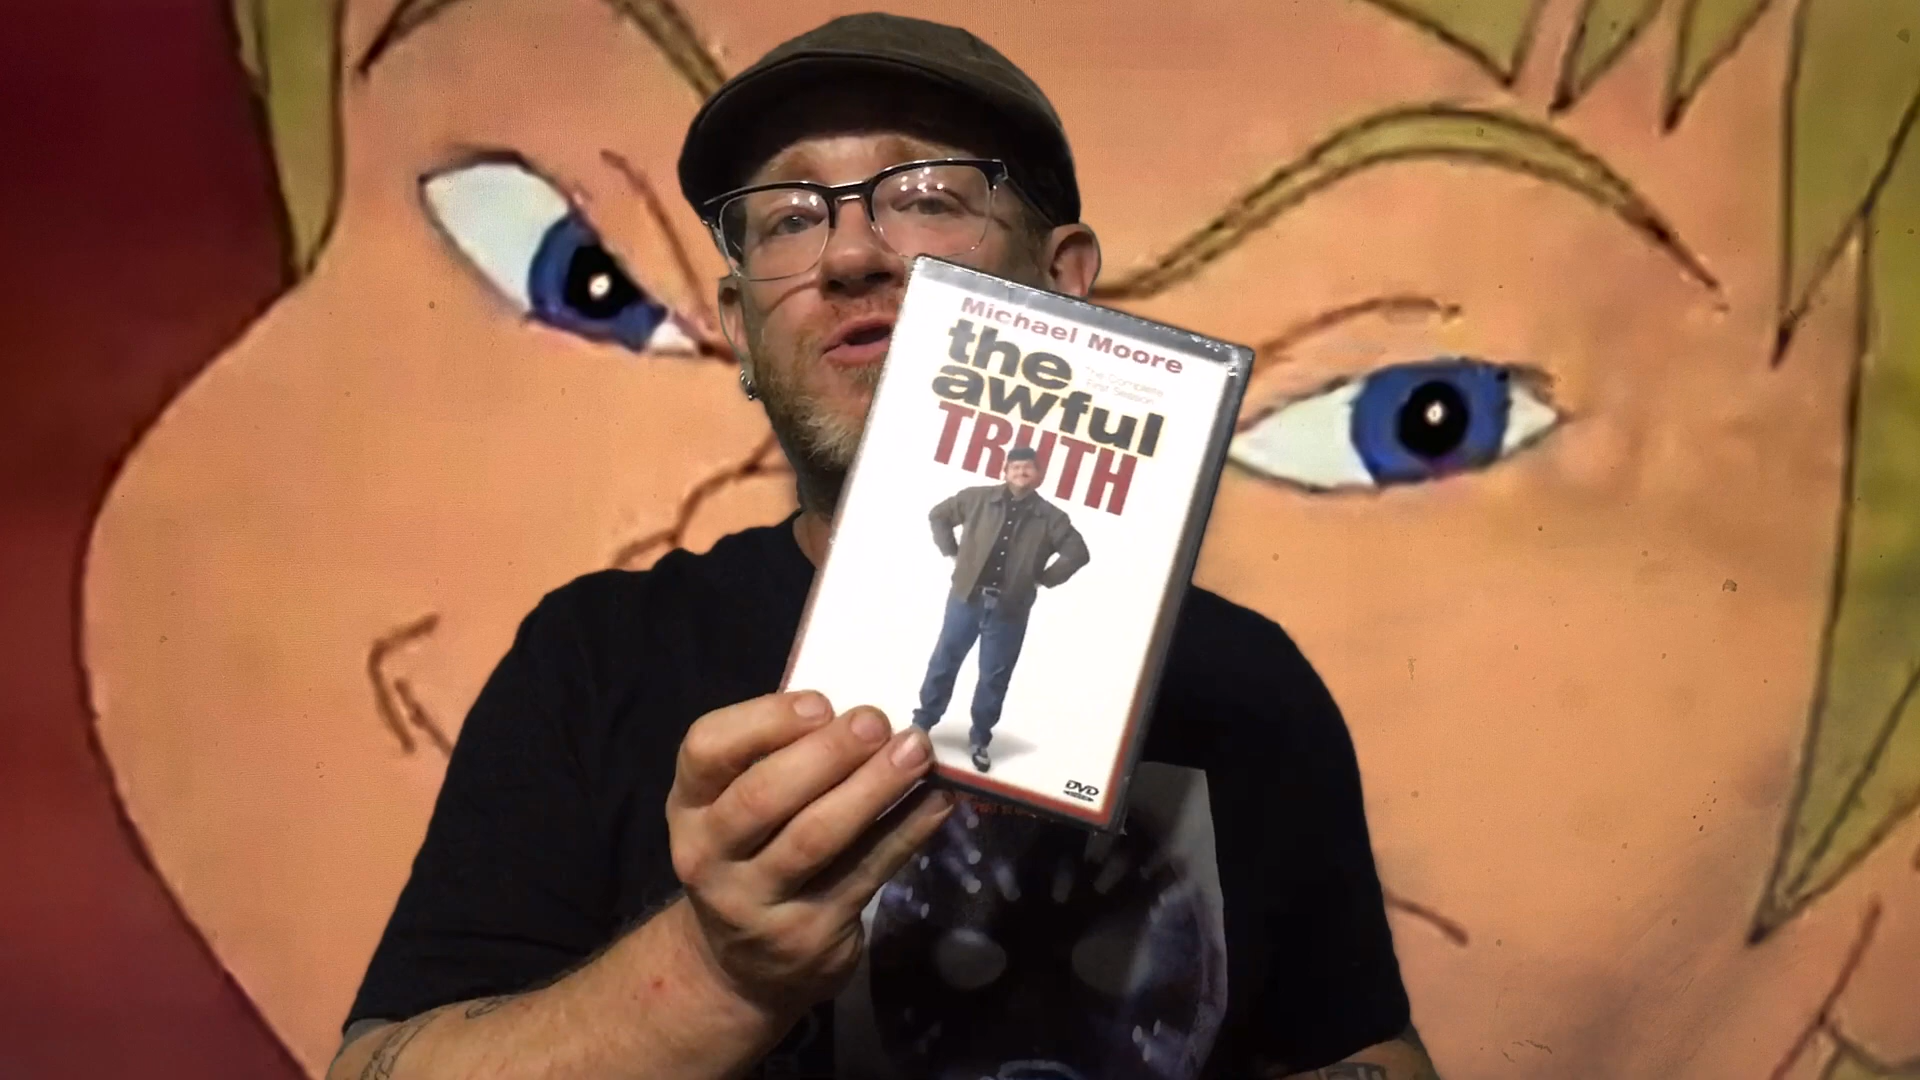 Michael Moore
the
The Complete
First Season
awful
TRUTH
DVD